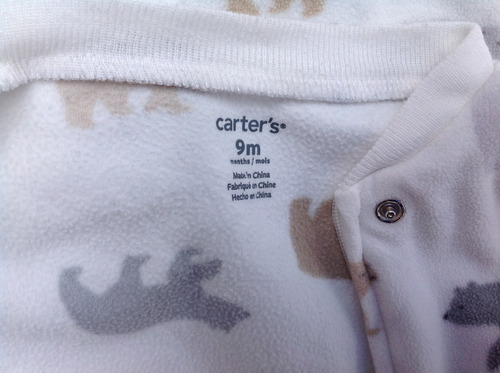 carter's®
9m
months / mois
Made in China
Fabriqué en Chine
Hecho en China